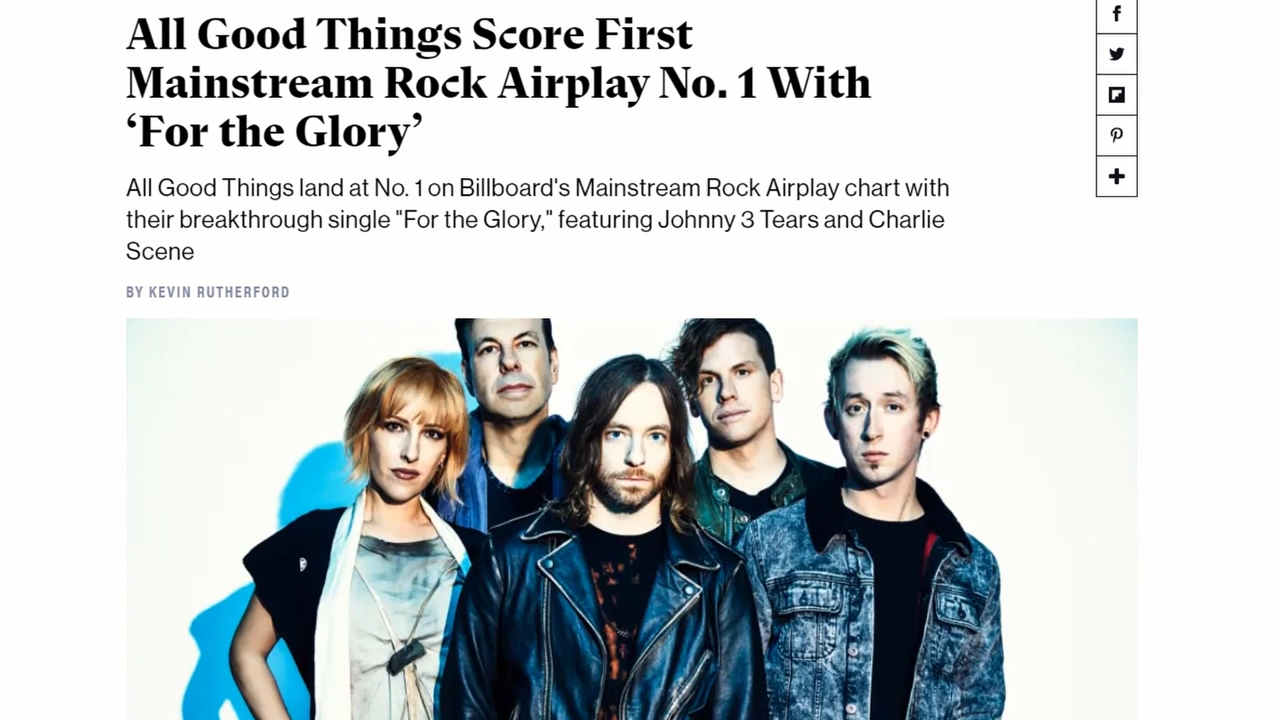 All Good Things Score First
Mainstream Rock Airplay No. 1 With
‘For the Glory’
All Good Things land at No. 1 on Billboard's Mainstream Rock Airplay chart with
their breakthrough single "For the Glory," featuring Johnny 3 Tears and Charlie
Scene
BY KEVIN RUTHERFORD